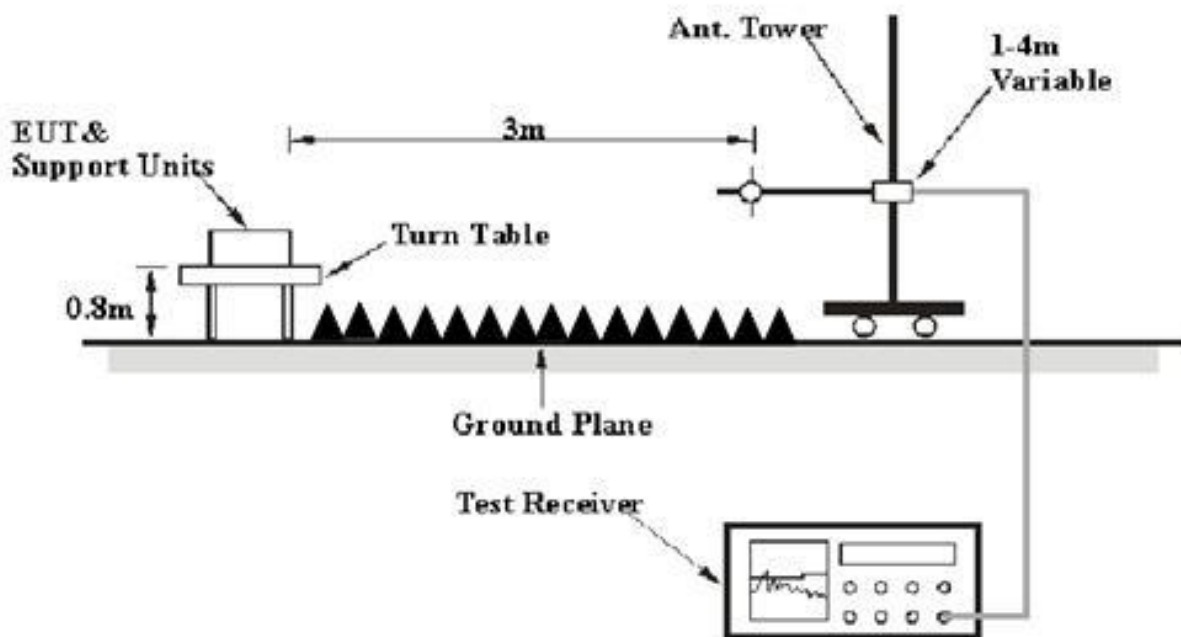 Ant. Tower
1-4m
Variable
3m
EUT&
Support Units
Turn Table
0.8m
Ground Plane
Test Receiver